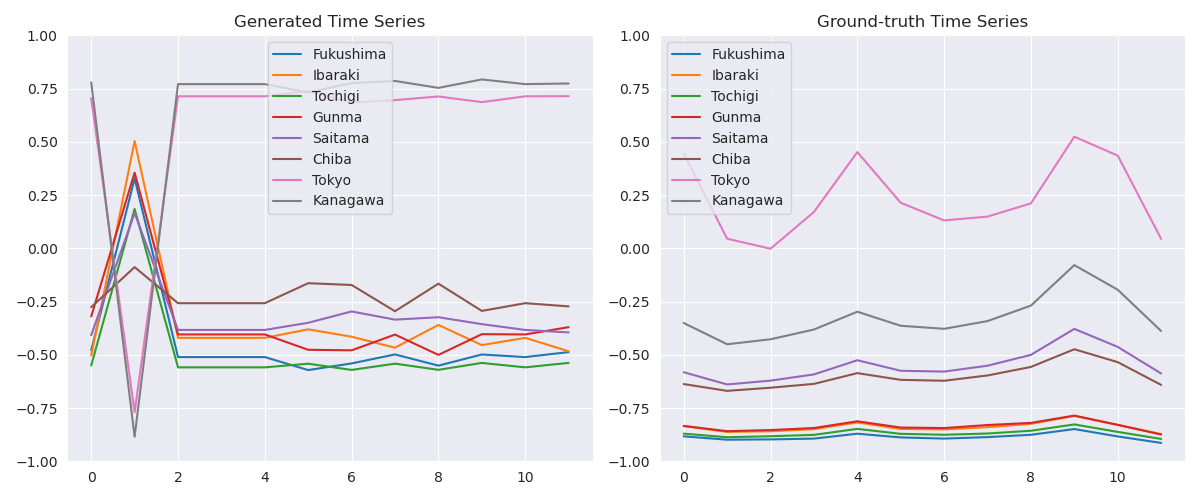 Generated Time Series
1.00
0.75
0.50
0.25
0.00
−0.25
−0.50
−0.75
−1.00
0 2 4 6 8 10
Fukushima
Ibaraki
Tochigi
Gunma
Saitama
Chiba
Tokyo
Kanagawa
Ground-truth Time Series
1.00
0.75
0.50
0.25
0.00
−0.25
−0.50
−0.75
−1.00
0 2 4 6 8 10
Fukushima
Ibaraki
Tochigi
Gunma
Saitama
Chiba
Tokyo
Kanagawa